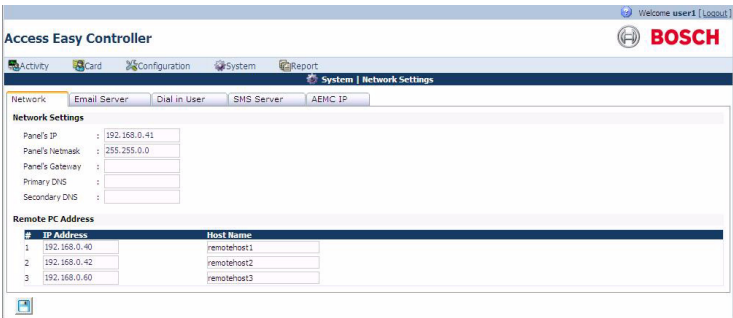 Welcome user1 [ Logout ]
Access Easy Controller
BOSCH
Activity Card Configuration System Report
System | Network Settings
Network Email Server Dial in User SMS Server AEMC IP
Network Settings
Panel's IP : 192.168.0.41
Panel's Netmask : 255.255.0.0
Panel's Gateway :
Primary DNS :
Secondary DNS :
Remote PC Address
# IP Address Host Name
1 192.168.0.40 remotehost1
2 192.168.0.42 remotehost2
3 192.168.0.60 remotehost3